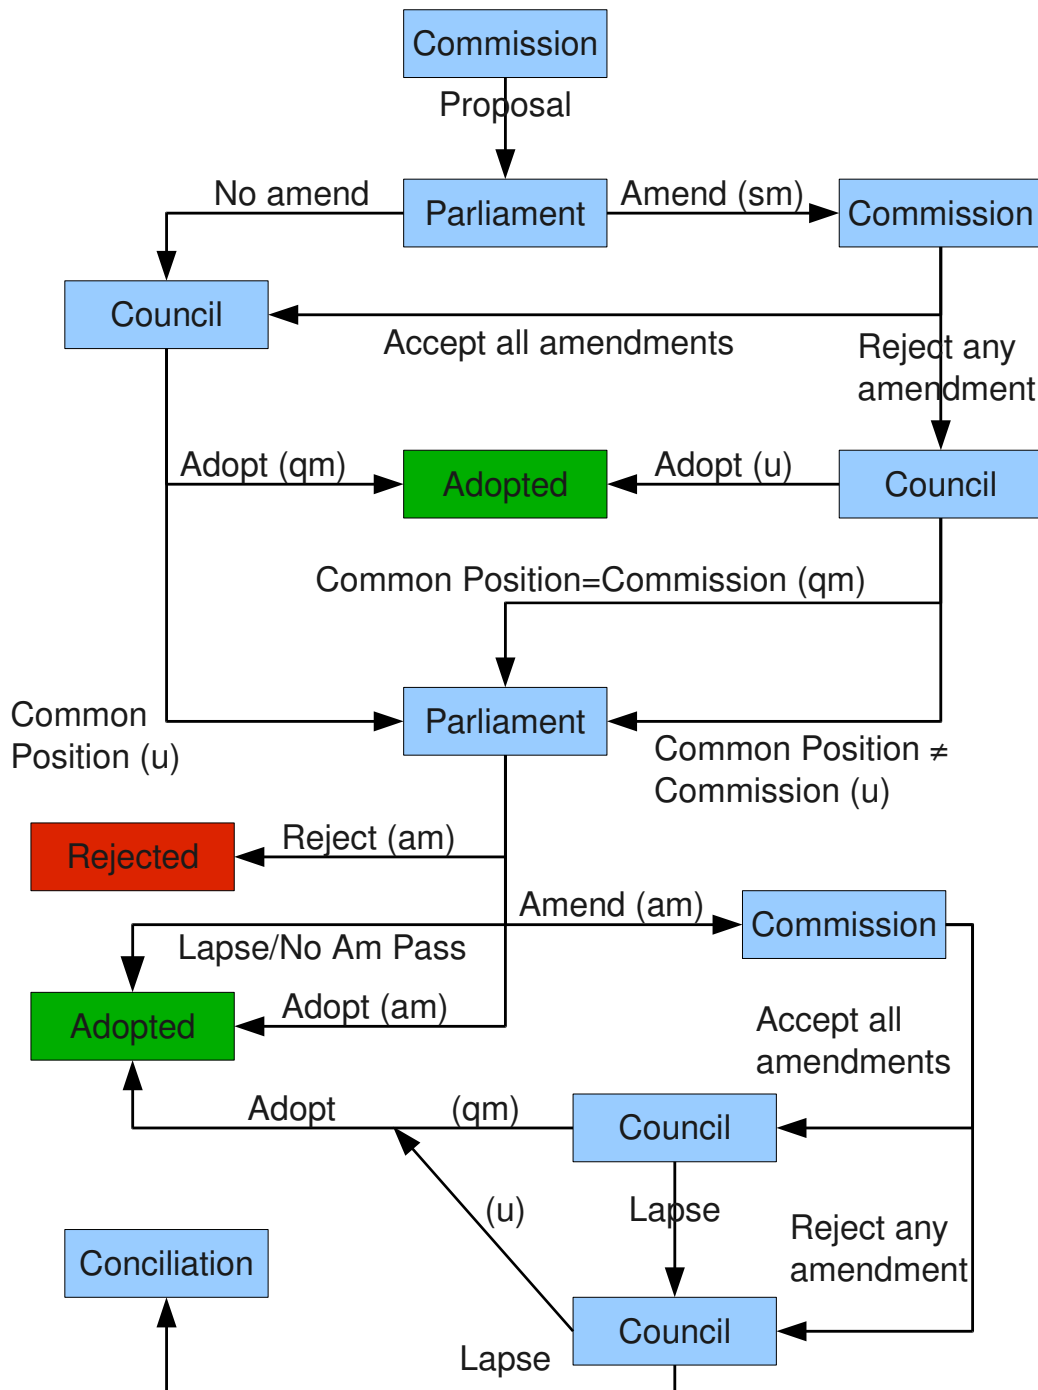 Commission
Proposal
No amend
Parliament
Amend (sm)
Commission
Council
Accept all amendments
Reject any
amendment
Adopt (qm)
Adopted
Adopt (u)
Council
Common Position=Commission (qm)
Common
Position (u)
Parliament
Common Position ≠
Commission (u)
Rejected
Reject (am)
Amend (am)
Commission
Lapse/No Am Pass
Adopted
Adopt (am)
Accept all
amendments
Adopt
(qm)
Council
(u)
Lapse
Reject any
amendment
Conciliation
Council
Lapse